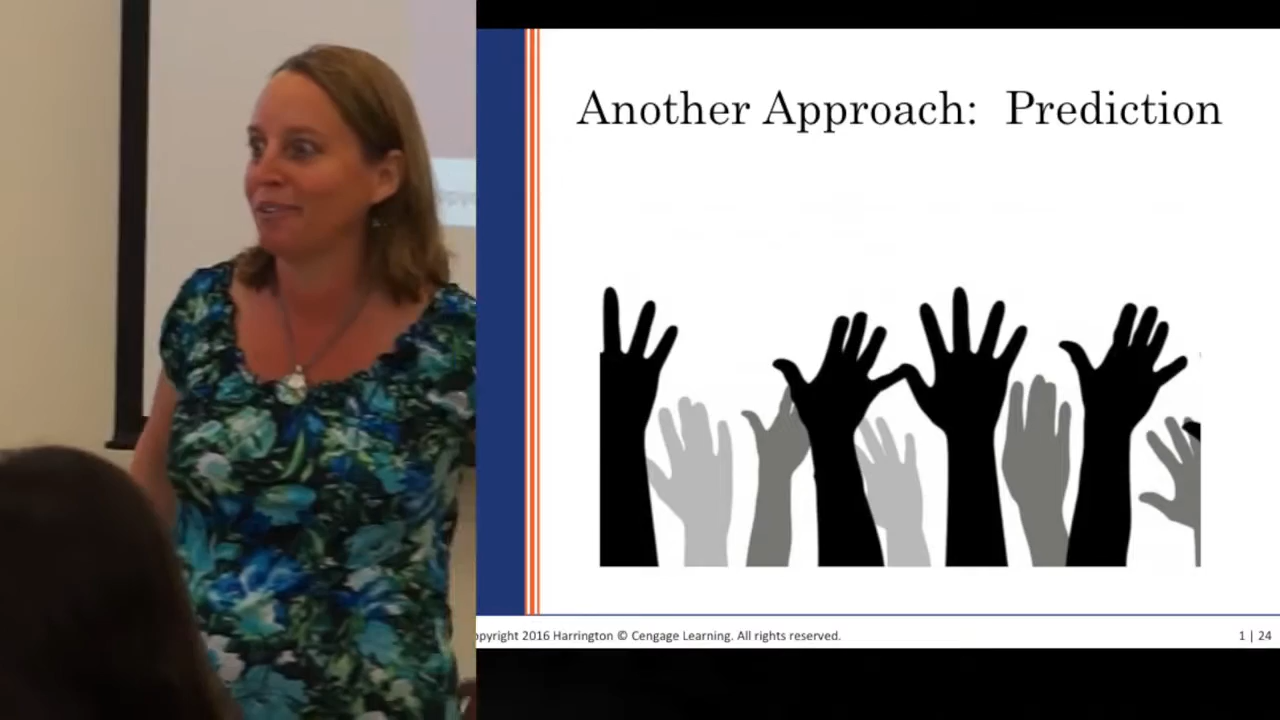 Another Approach: Prediction
opyright 2016 Harrington © Cengage Learning. All rights reserved.
1 | 24